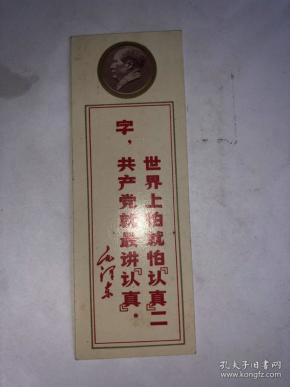 世界上怕就怕“认真”二
字，共产党就最讲“认真”。
毛泽东
孔夫子旧书网